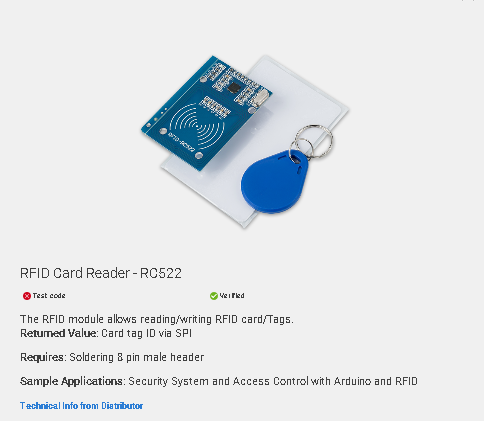 RFID-RC522
RFID Card Reader - RC522
Test code Verified
The RFID module allows reading/writing RFID card/Tags.
Returned Value: Card tag ID via SPI
Requires: Soldering 8 pin male header
Sample Applications: Security System and Access Control with Arduino and RFID
Technical Info from Distributor